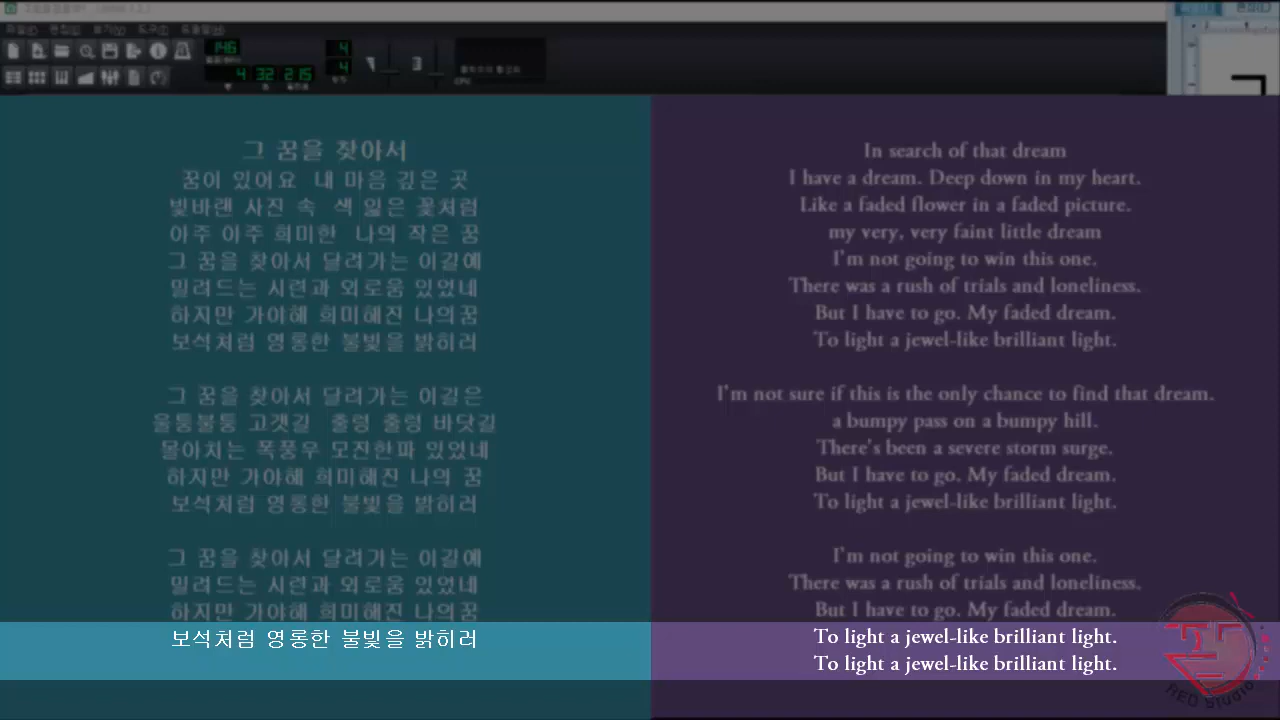 146
4
4
4 32 215
3
CPU
그 꿈을 찾아서
꿈이 있어요 내 마음 깊은 곳
빛바랜 사진 속 색 잃은 꽃처럼
아주 이주 희미한 나의 작은 꿈
그 꿈을 찾아서 달려가는 이길에
밀려드는 시련과 외로움 있었네
하지만 가야해 희미해진 나의꿈
보석처럼 영롱한 불빛을 밝히러
그 꿈을 찾아서 달려가는 이길은
울퉁불퉁 고갯길 출렁 출렁 바닷길
몰아치는 폭풍우 모진한파 있었네
하지만 가야해 희미해진 나의 꿈
보석처럼 영롱한 불빛을 밝히러
그 꿈을 찾아서 달려가는 이길에
밀려드는 시련과 외로움 있었네
하지만 가야해 희미해진 나의꿈
보석처럼 영롱한 불빛을 밝히러
In search of that dream
I have a dream. Deep down in my heart.
Like a faded flower in a faded picture.
my very, very faint little dream
I'm not going to win this one.
There was a rush of trials and loneliness.
But I have to go. My faded dream.
To light a jewel-like brilliant light.
I'm not sure if this is the only chance to find that dream.
a bumpy pass on a bumpy hill.
There's been a severe storm surge.
But I have to go. My faded dream.
To light a jewel-like brilliant light.
I'm not going to win this one.
There was a rush of trials and loneliness.
But I have to go. My faded dream.
To light a jewel-like brilliant light.
To light a jewel-like brilliant light.
RED Studio